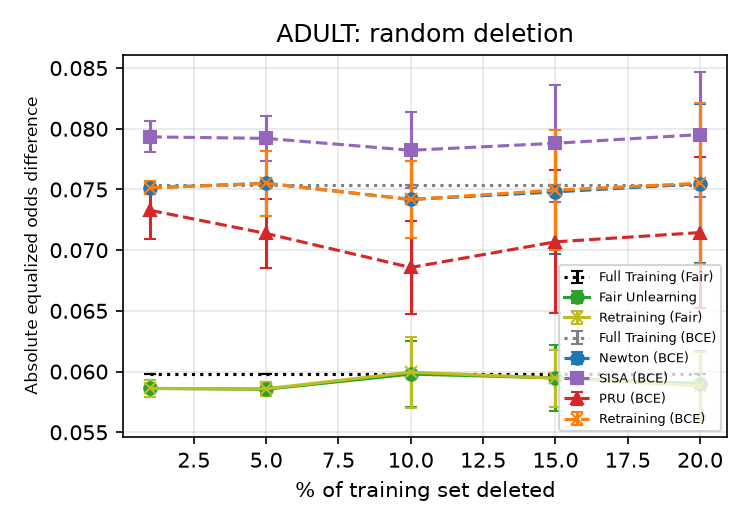 ADULT: random deletion
Absolute equalized odds difference
0.085
0.080
0.075
0.070
0.065
0.060
0.055
Full Training (Fair)
Fair Unlearning
Retraining (Fair)
Full Training (BCE)
Newton (BCE)
SISA (BCE)
PRU (BCE)
Retraining (BCE)
2.5 5.0 7.5 10.0 12.5 15.0 17.5 20.0
% of training set deleted